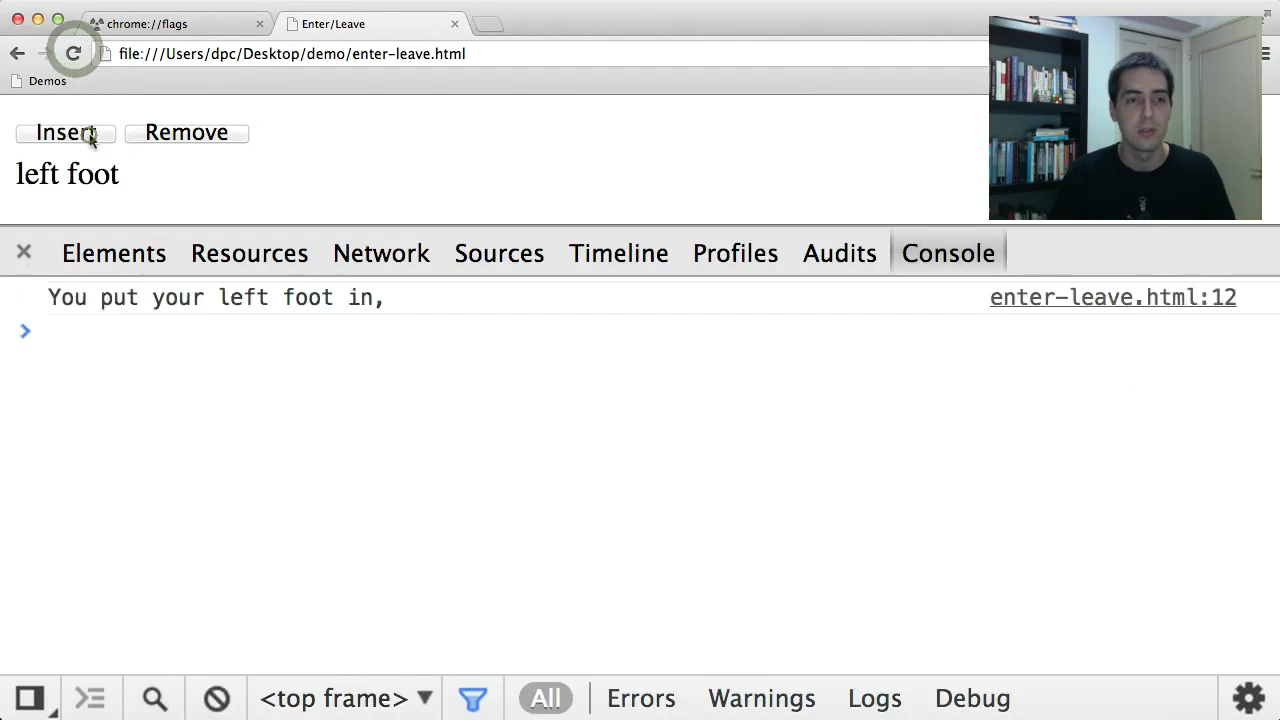 chrome://flags
Enter/Leave
file:///Users/dpc/Desktop/demo/enter-leave.html
Demos
Insert Remove
left foot
Elements Resources Network Sources Timeline Profiles Audits Console
You put your left foot in, enter-leave.html:12
<top frame> All Errors Warnings Logs Debug